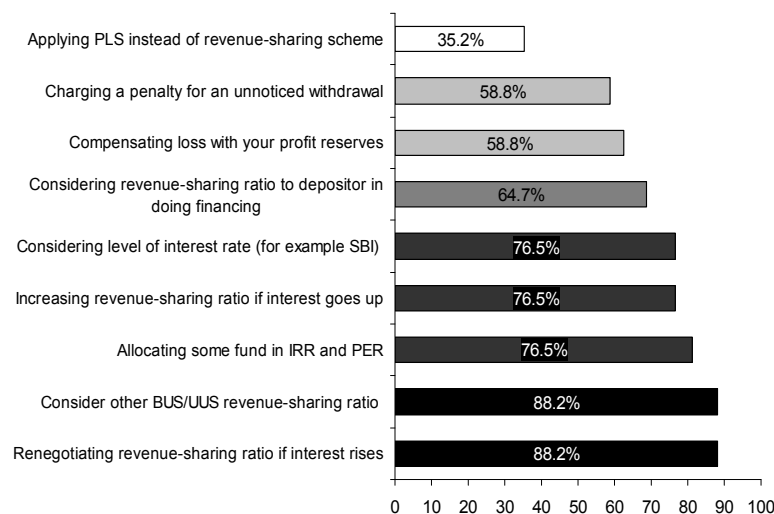 Applying PLS instead of revenue-sharing scheme
35.2%
Charging a penalty for an unnoticed withdrawal
58.8%
Compensating loss with your profit reserves
58.8%
Considering revenue-sharing ratio to depositor in
doing financing
64.7%
Considering level of interest rate (for example SBI)
76.5%
Increasing revenue-sharing ratio if interest goes up
76.5%
Allocating some fund in IRR and PER
76.5%
Consider other BUS/UUS revenue-sharing ratio
88.2%
Renegotiating revenue-sharing ratio if interest rises
88.2%
0 10 20 30 40 50 60 70 80 90 100